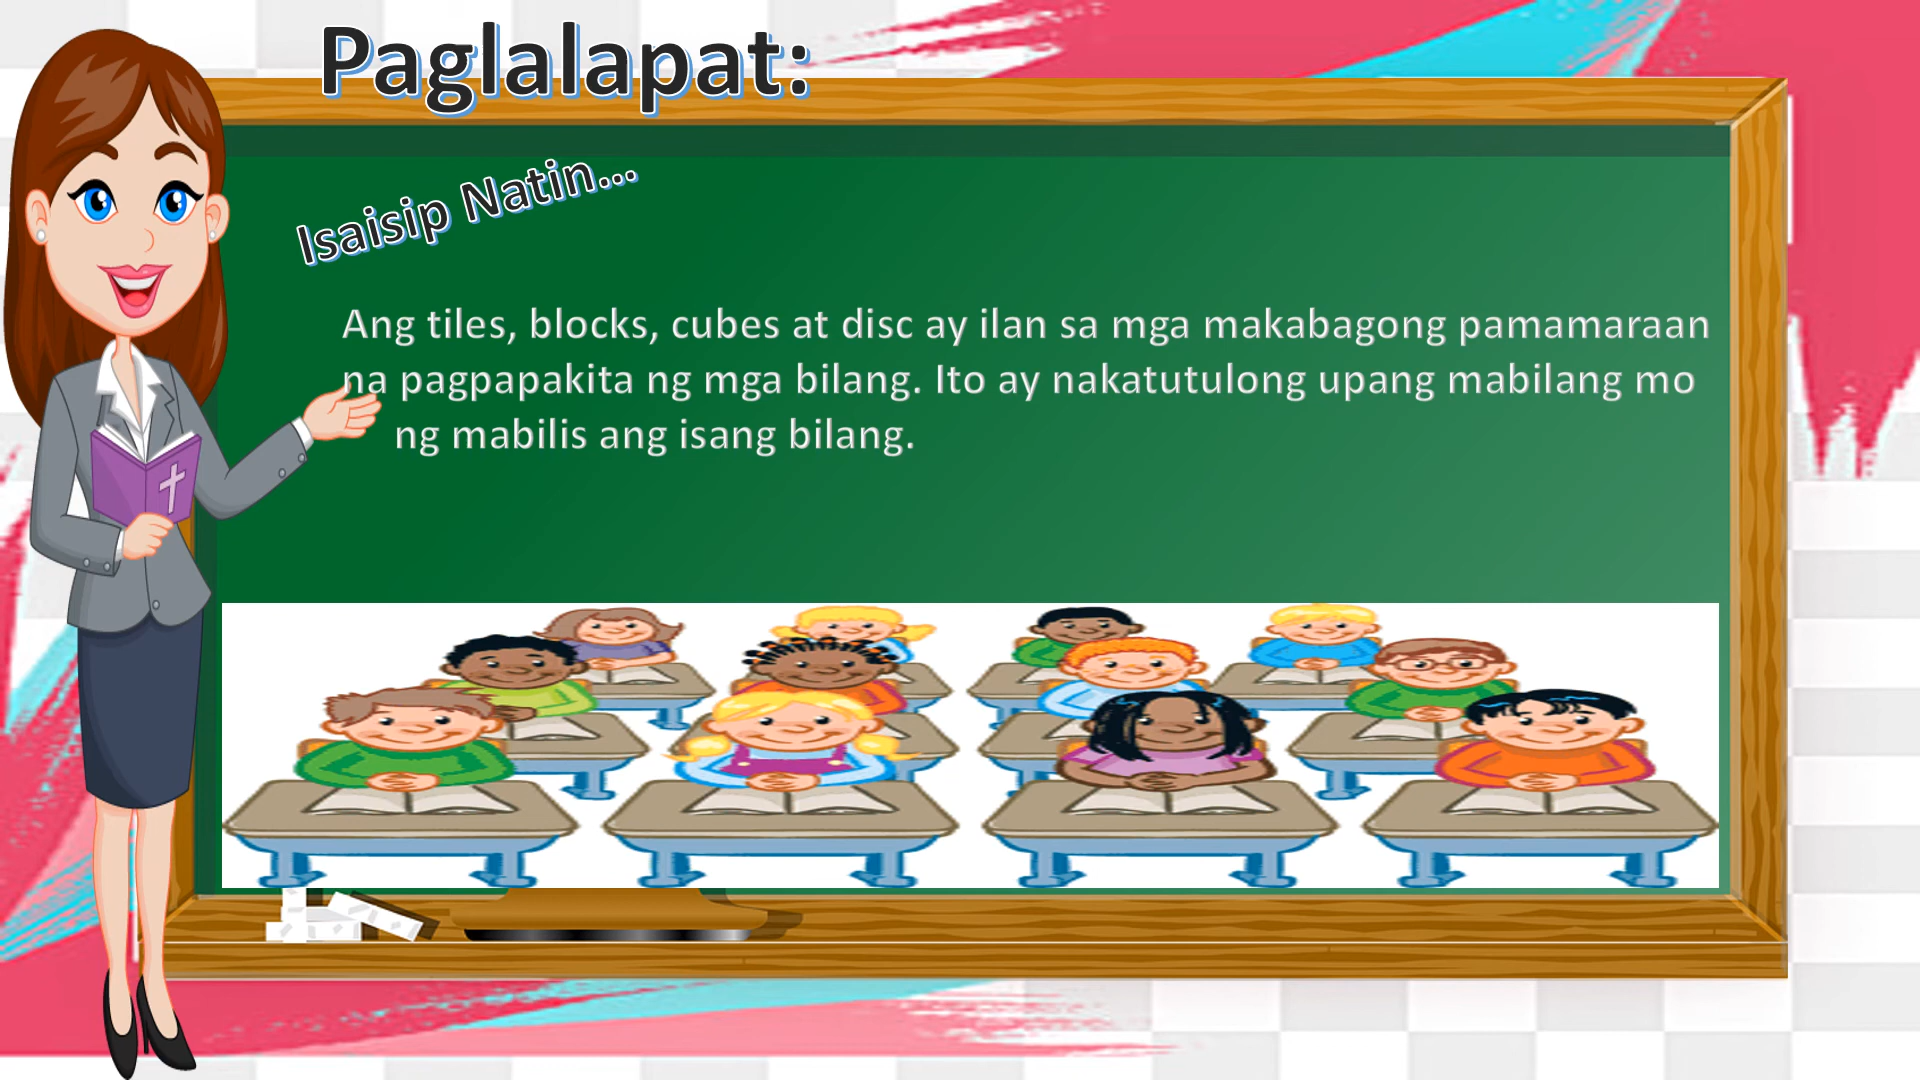 Paglalapat:
Isaisip Natin...
Ang tiles, blocks, cubes at disc ay ilan sa mga makabagong pamamaraan
na pagpapakita ng mga bilang. Ito ay nakatutulong upang mabilang mo
ng mabilis ang isang bilang.